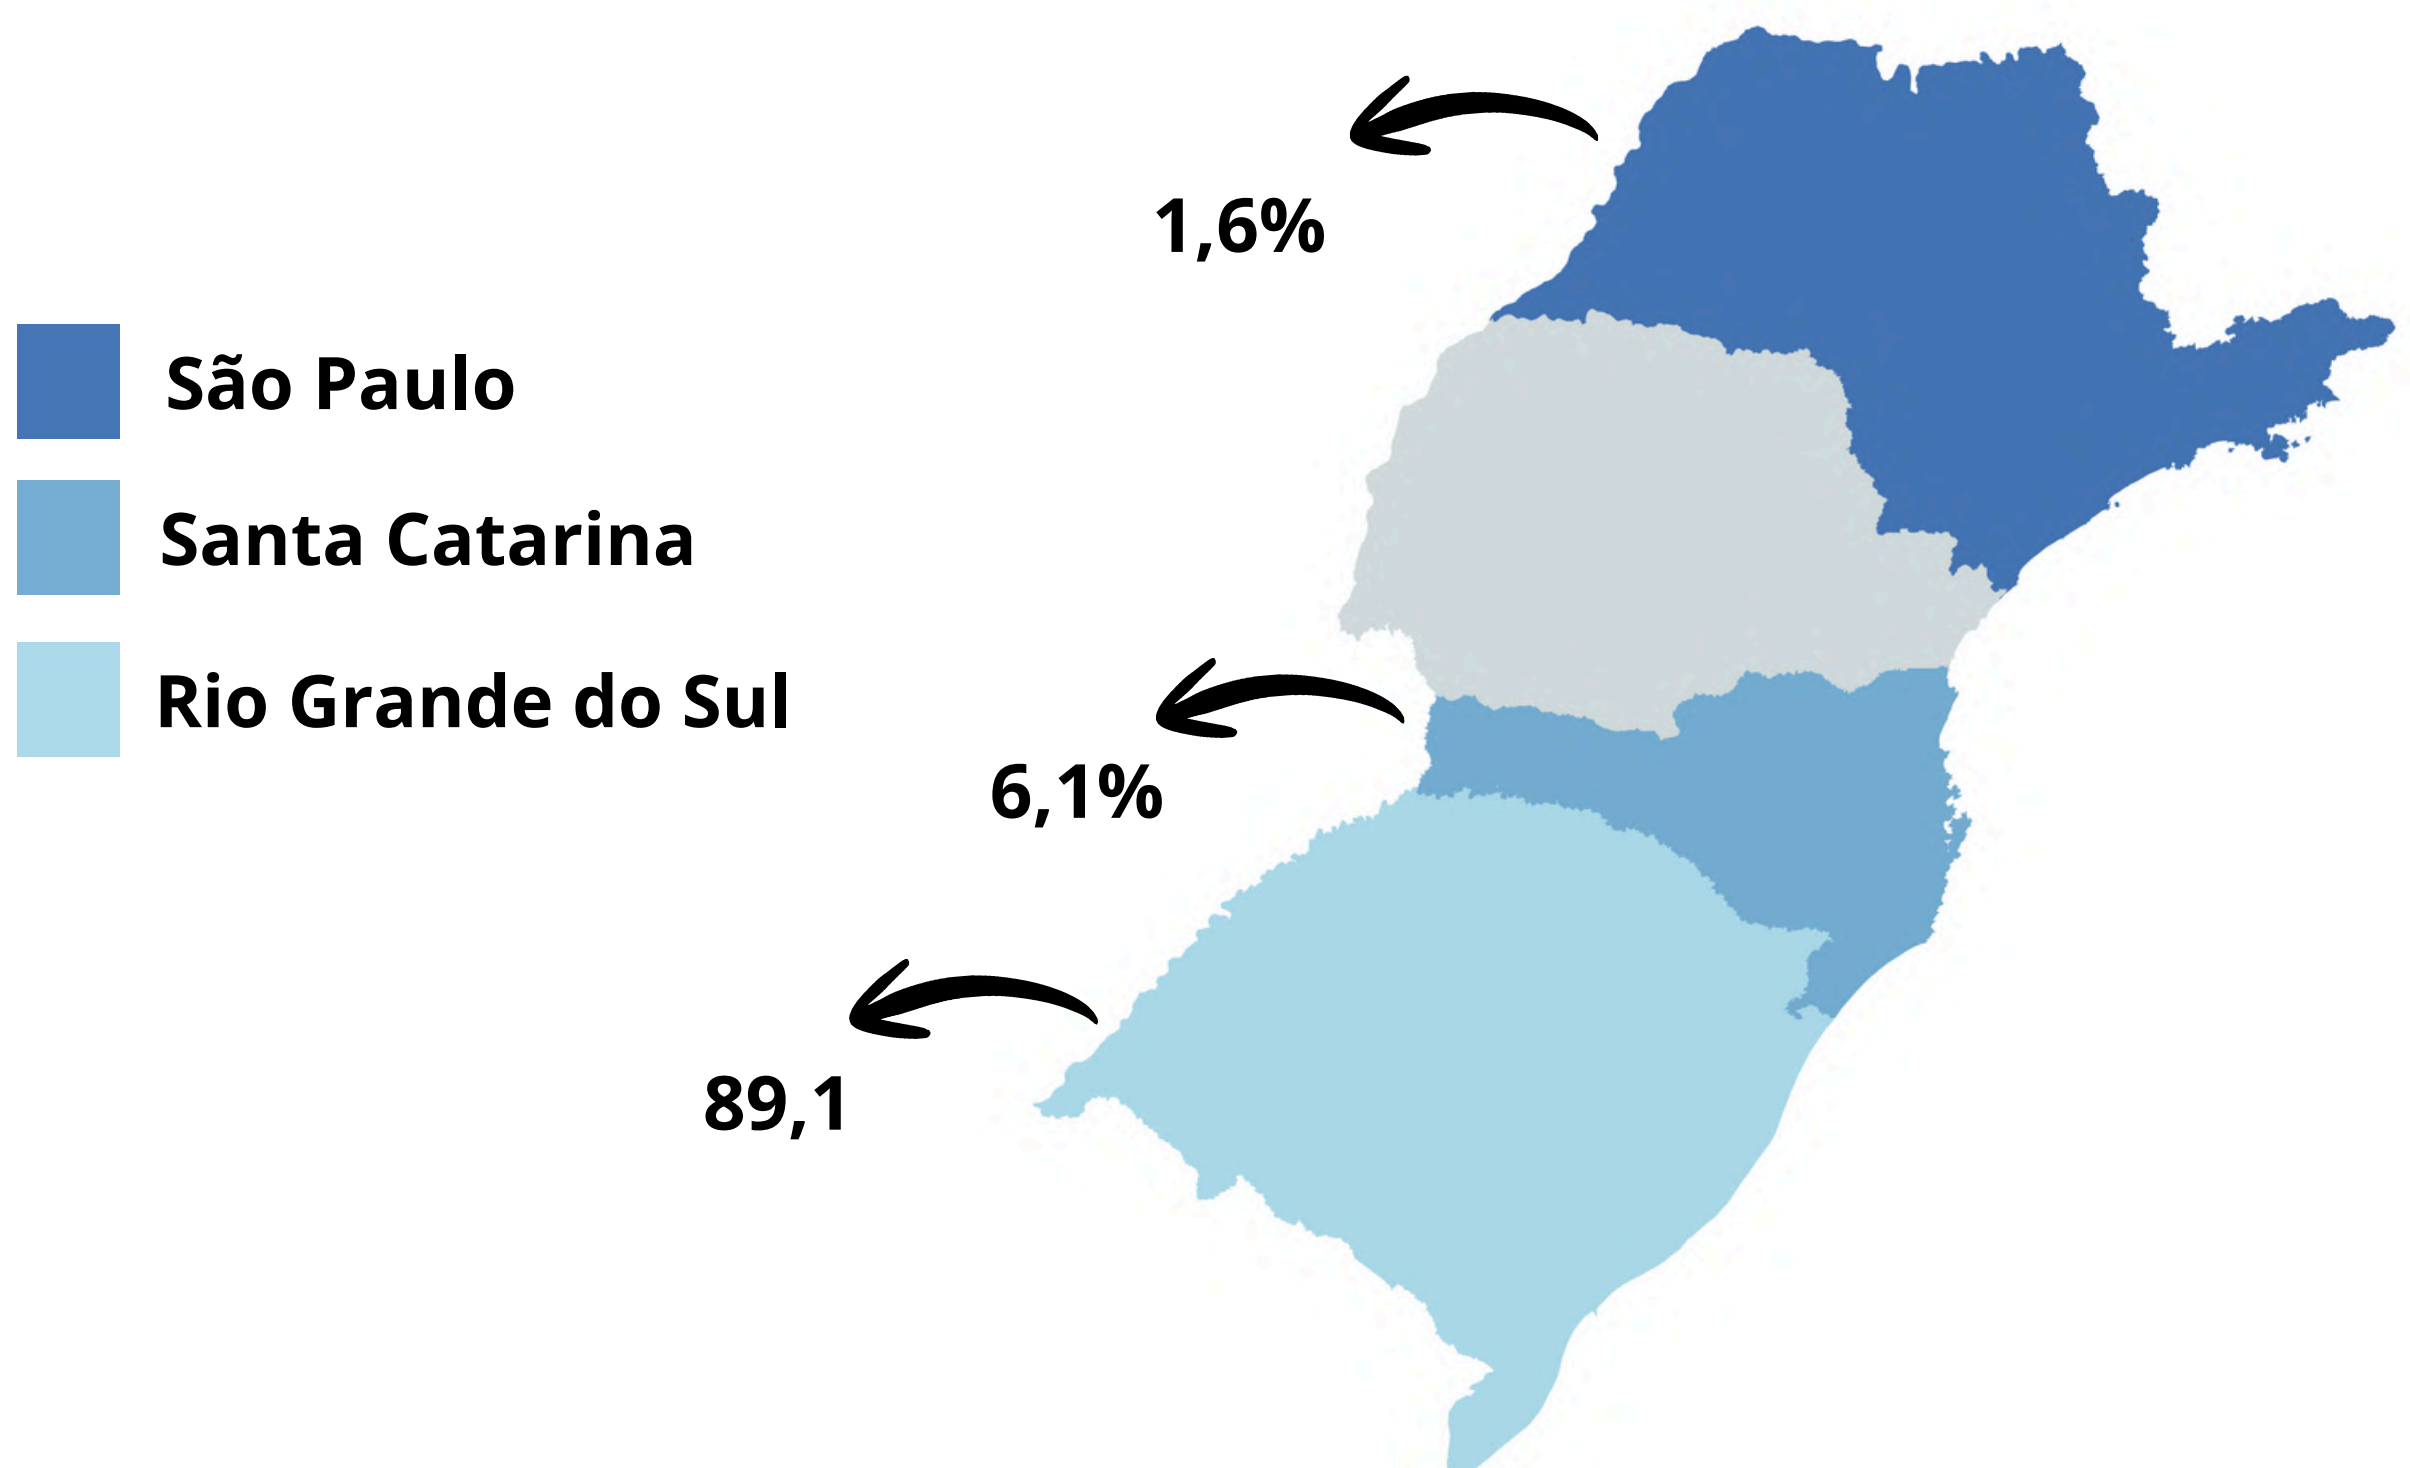 1,6%
São Paulo
Santa Catarina
Rio Grande do Sul
6,1%
89,1